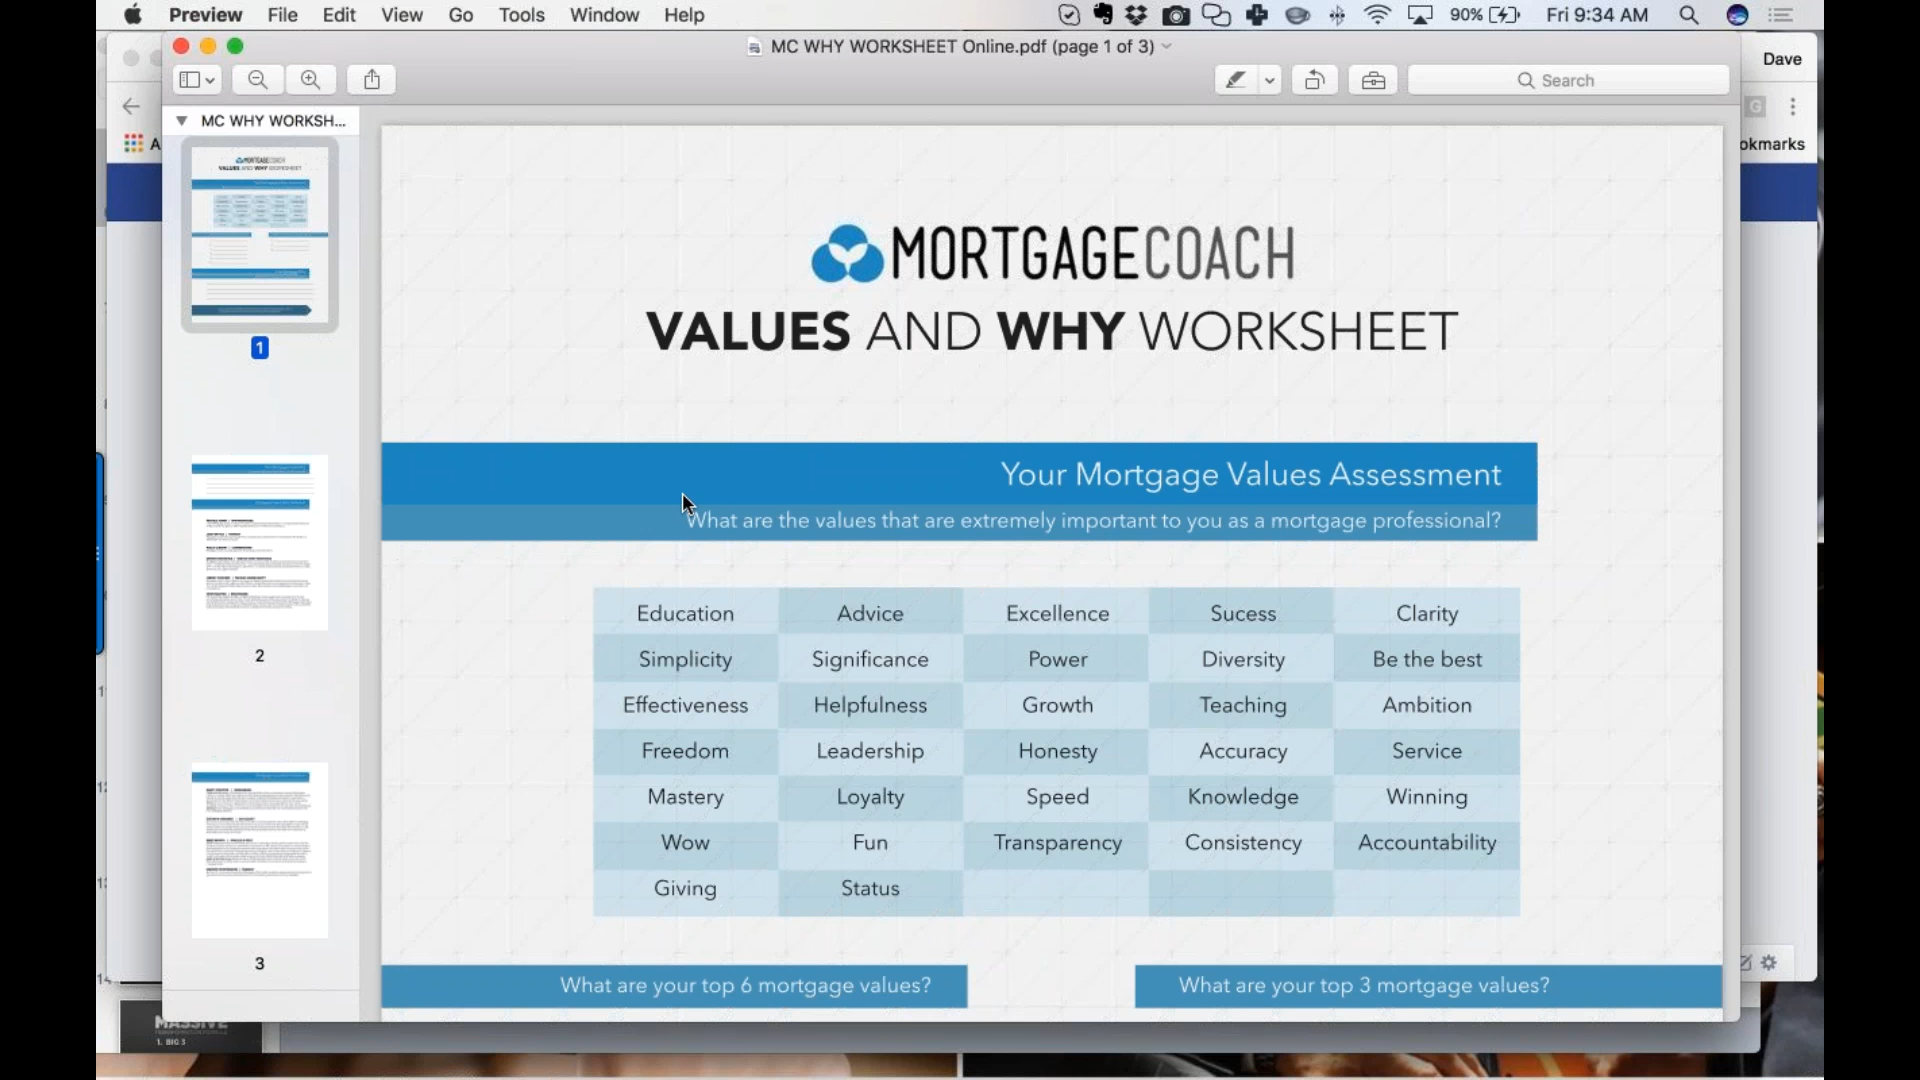 Preview File Edit View Go Tools Window Help 90% Fri 9:34 AM
MC WHY WORKSHEET Online.pdf (page 1 of 3)
Dave
Search
MC WHY WORKSH...
okmarks
MORTGAGECOACH
VALUES AND WHY WORKSHEET
Your Mortgage Values Assessment
What are the values that are extremely important to you as a mortgage professional?
Education Advice Excellence Sucess Clarity
Simplicity Significance Power Diversity Be the best
Effectiveness Helpfulness Growth Teaching Ambition
Freedom Leadership Honesty Accuracy Service
Mastery Loyalty Speed Knowledge Winning
Wow Fun Transparency Consistency Accountability
Giving Status
What are your top 6 mortgage values? What are your top 3 mortgage values?
1
2
3
MASSIVE
1. BIG 3